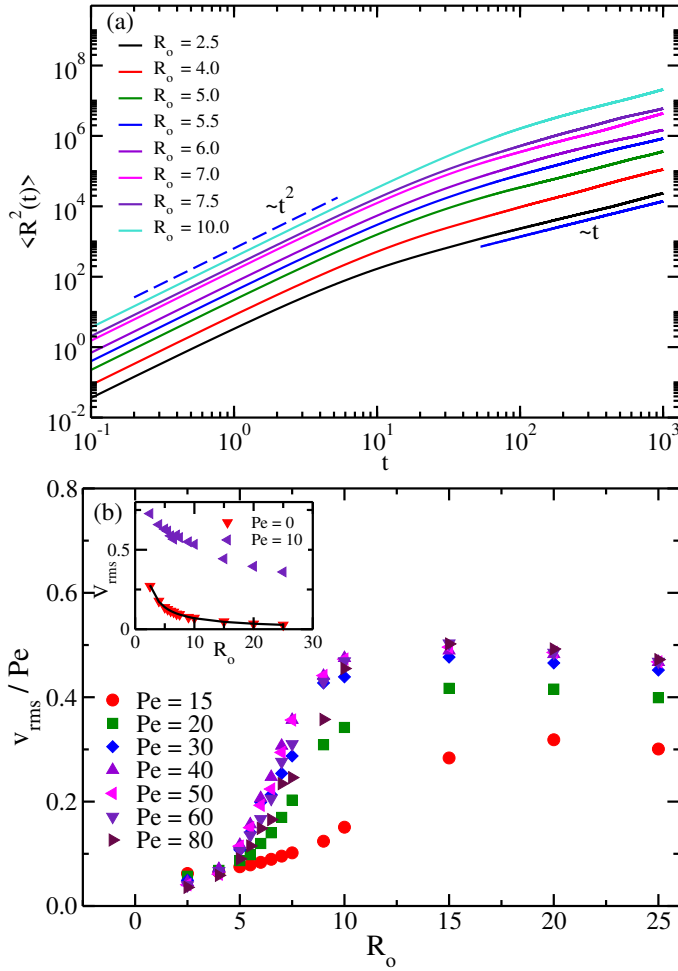 (a)
R_o = 2.5
R_o = 4.0
R_o = 5.0
R_o = 5.5
R_o = 6.0
R_o = 7.0
R_o = 7.5
R_o = 10.0
~t^2
~t
10^8
10^6
10^4
10^2
10^0
10^-2
<R^2(t)>
10^-1 10^0 10^1 10^2 10^3
t
(b)
Pe = 0
Pe = 10
0.5
0
V_rms
0 10 20 30
R_o
0.8
0.6
0.4
0.2
0.0
v_rms / Pe
Pe = 15
Pe = 20
Pe = 30
Pe = 40
Pe = 50
Pe = 60
Pe = 80
0 5 10 15 20 25
R_o